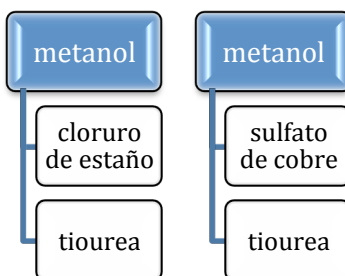 metanol
cloruro
de estaño
tiourea
metanol
sulfato
de cobre
tiourea